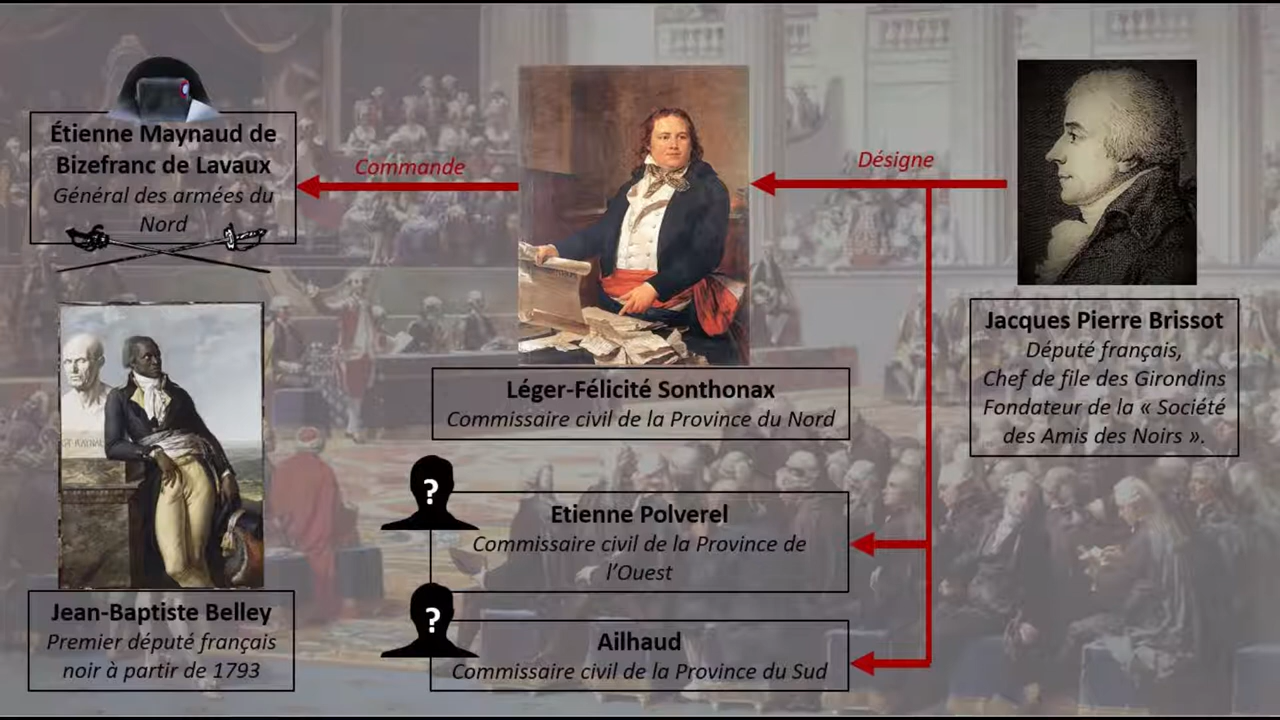 Étienne Maynaud de
Bizefranc de Lavaux
Général des armées du
Nord
Commande
Désigne
Jacques Pierre Brissot
Député français,
Chef de file des Girondins
Fondateur de la « Société
des Amis des Noirs ».
Léger-Félicité Sonthonax
Commissaire civil de la Province du Nord
?
Etienne Polverel
Commissaire civil de la Province de
l'Ouest
?
Ailhaud
Commissaire civil de la Province du Sud
Jean-Baptiste Belley
Premier député français
noir à partir de 1793